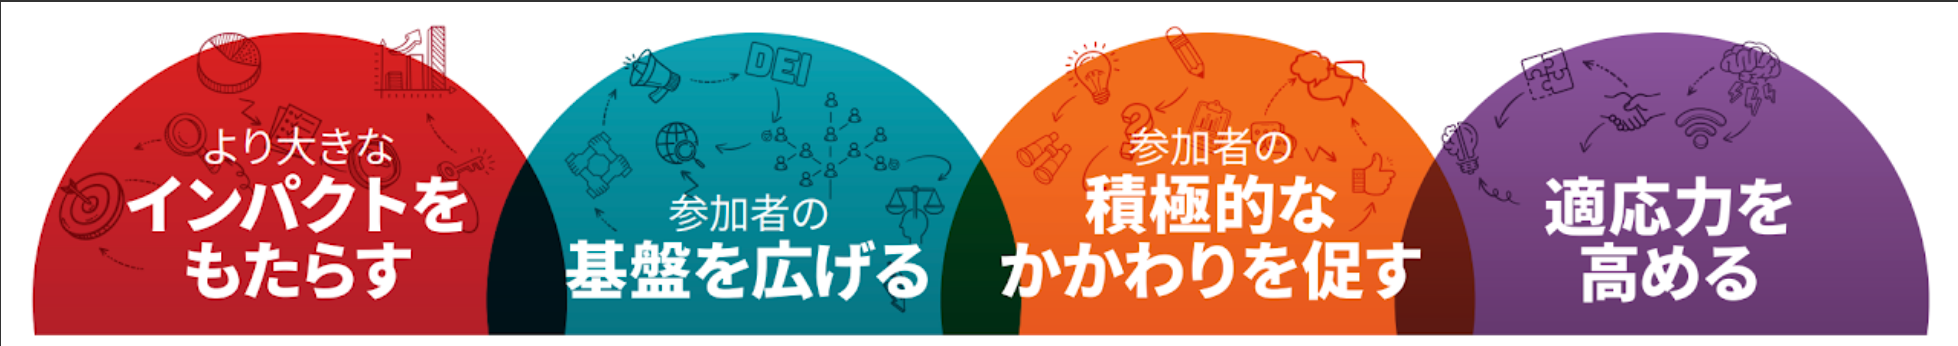 より大きな
インパクトを
もたらす
DEI
参加者の
基盤を広げる
参加者の
積極的な
かかわりを促す
適応力を
高める